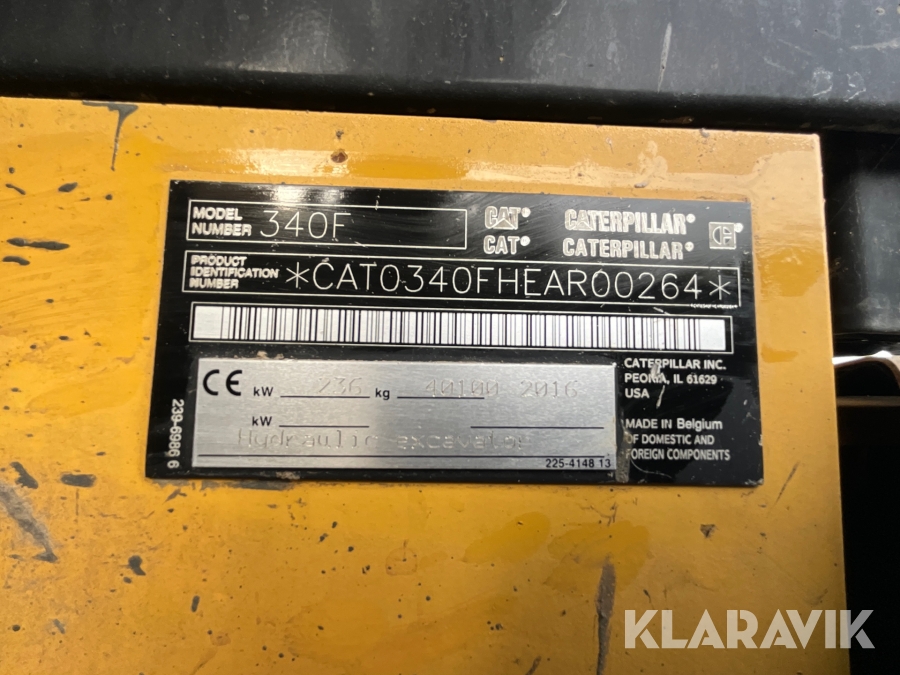 MODEL NUMBER 340F
CAT® CATERPILLAR®
CAT® CATERPILLAR®
PRODUCT IDENTIFICATION NUMBER *CAT0340FHEAR00264*
CE kW 236 kg 40100 2016
kW
Hydraulic excavator
225-4148 13
239-6986 6
CATERPILLAR INC.
PEORIA, IL 61629
USA
MADE IN Belgium
OF DOMESTIC AND
FOREIGN COMPONENTS
KLARAVIK